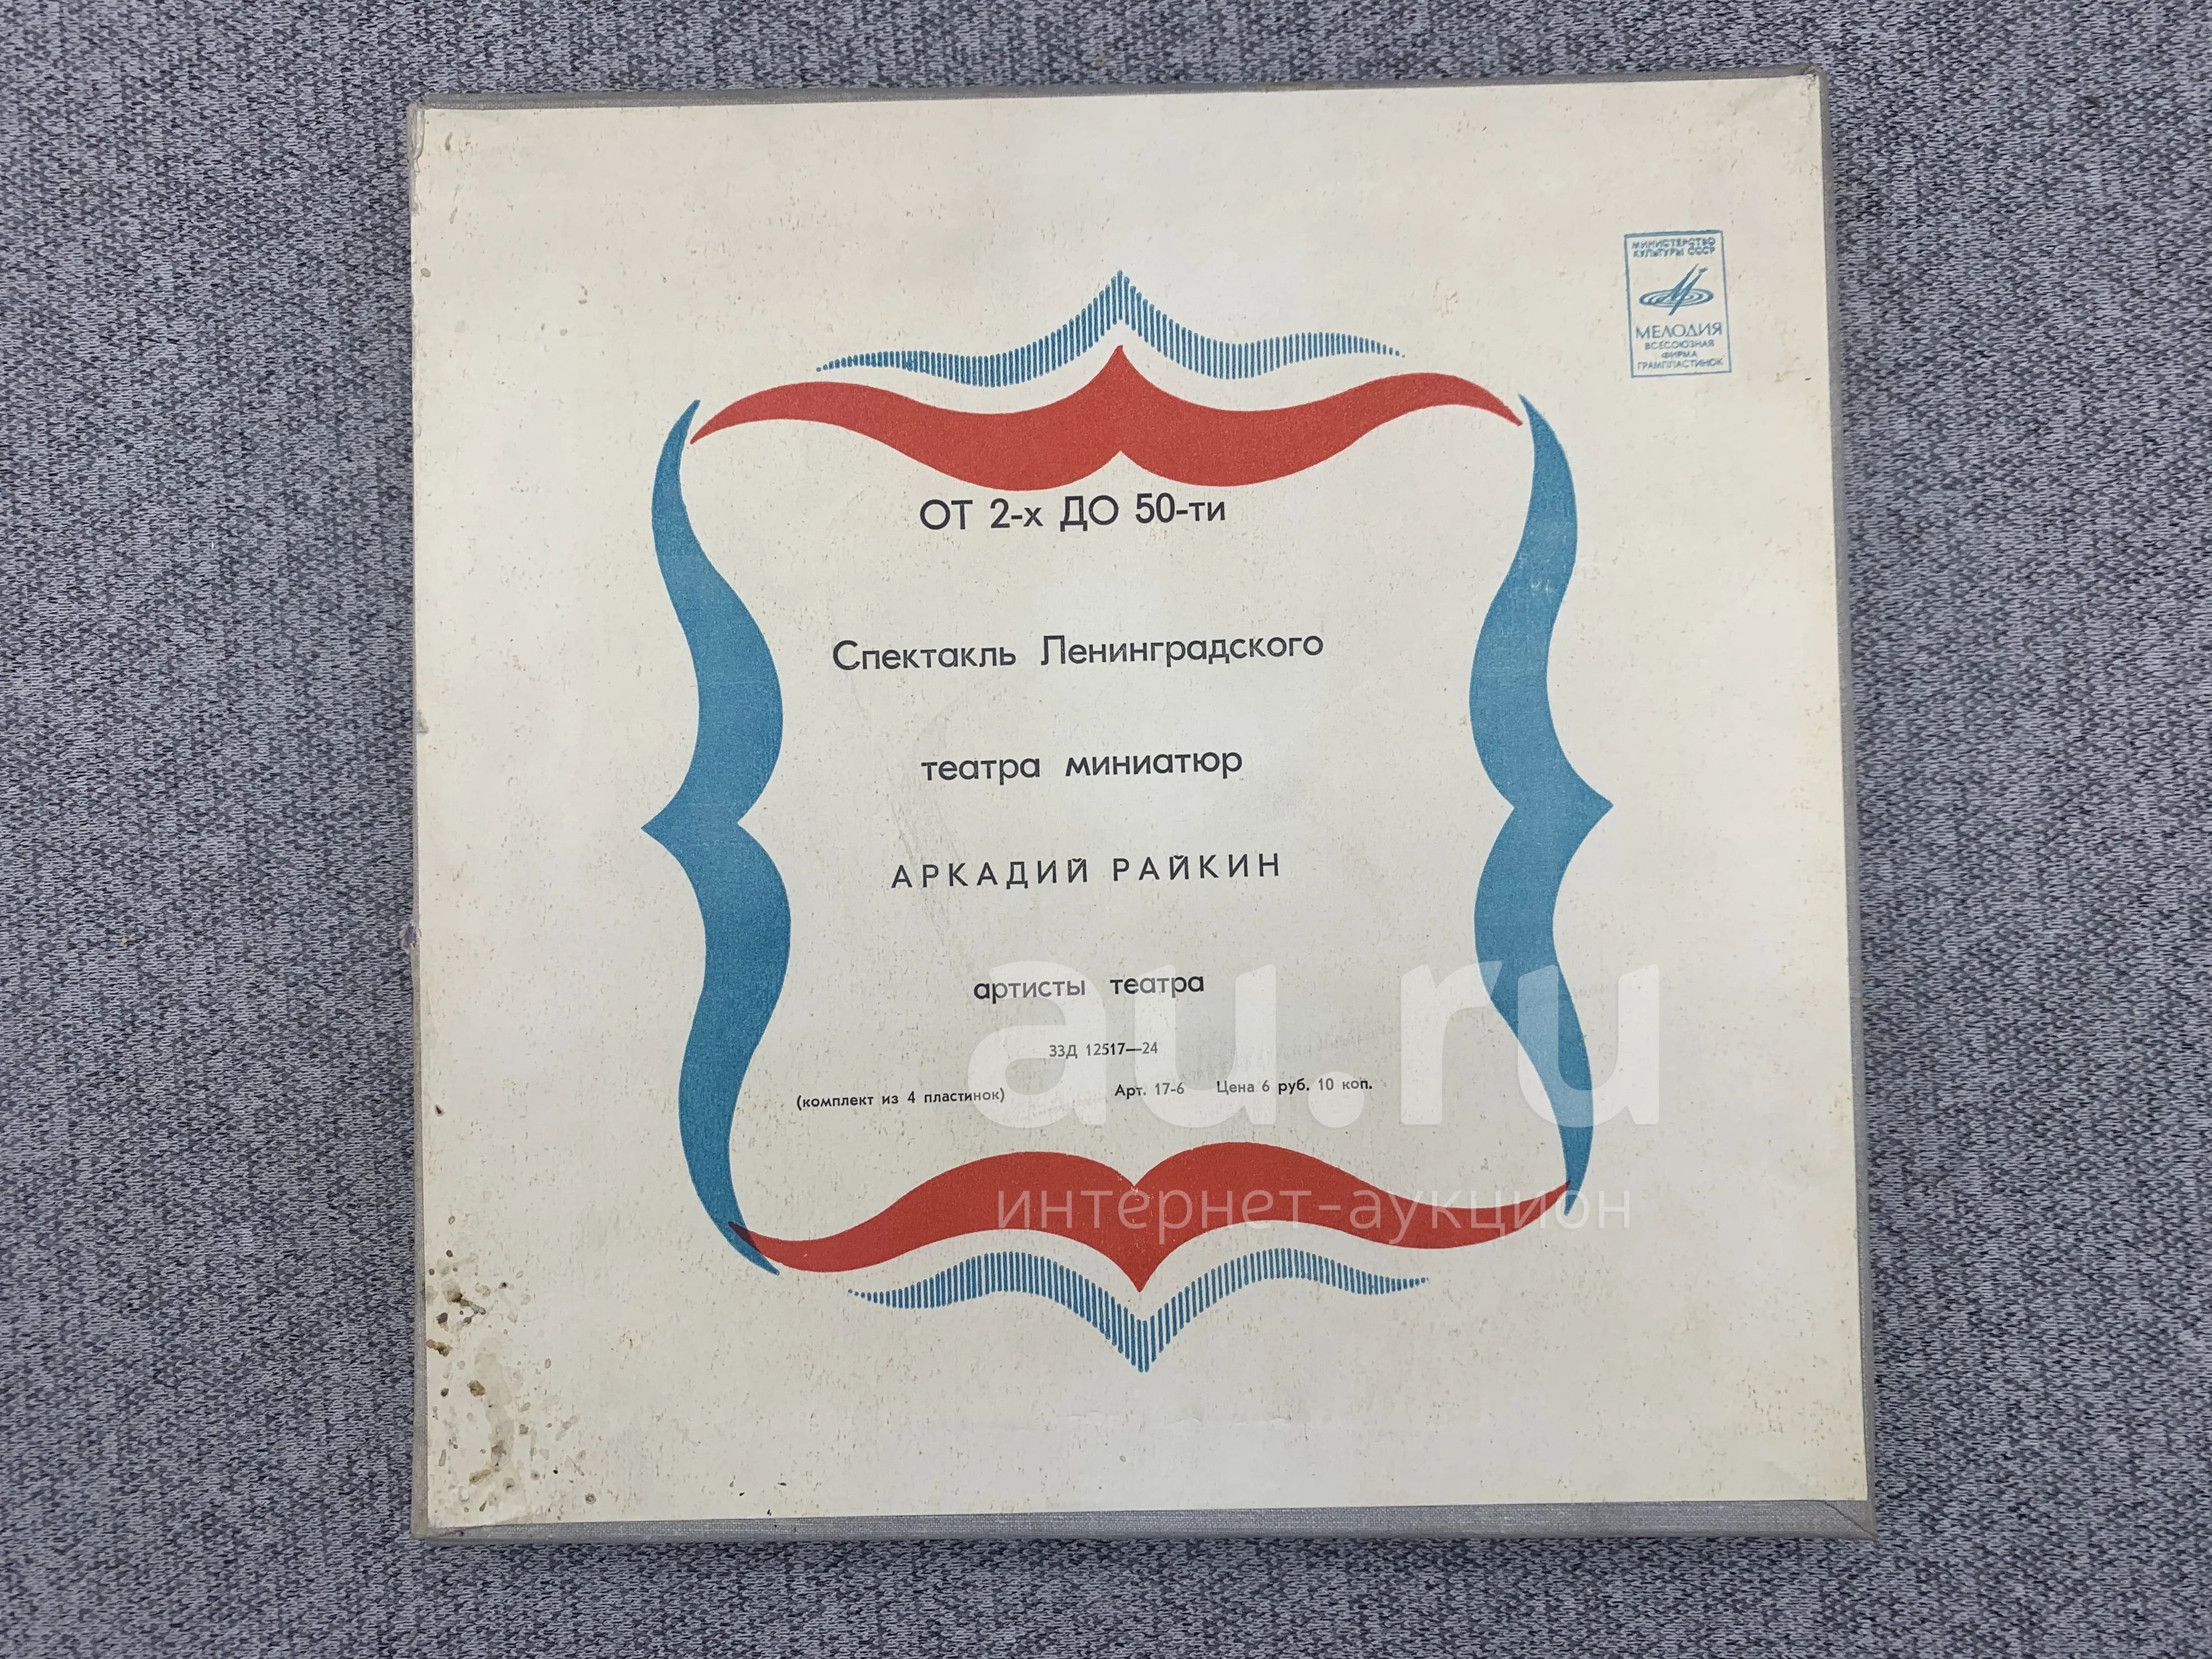 МИНИСТЕРСТВО
КУЛЬТУРЫ СССР
МЕЛОДИЯ
ВСЕСОЮЗНАЯ
ФИРМА
ГРАМПЛАСТИНОК
ОТ 2-х ДО 50-ти
Спектакль Ленинградского
театра миниатюр
АРКАДИЙ РАЙКИН
артисты театра
33Д 12517—24
(комплект из 4 пластинок) Арт. 17-6 Цена 6 руб. 10 коп.
au.ru
интернет-аукцион